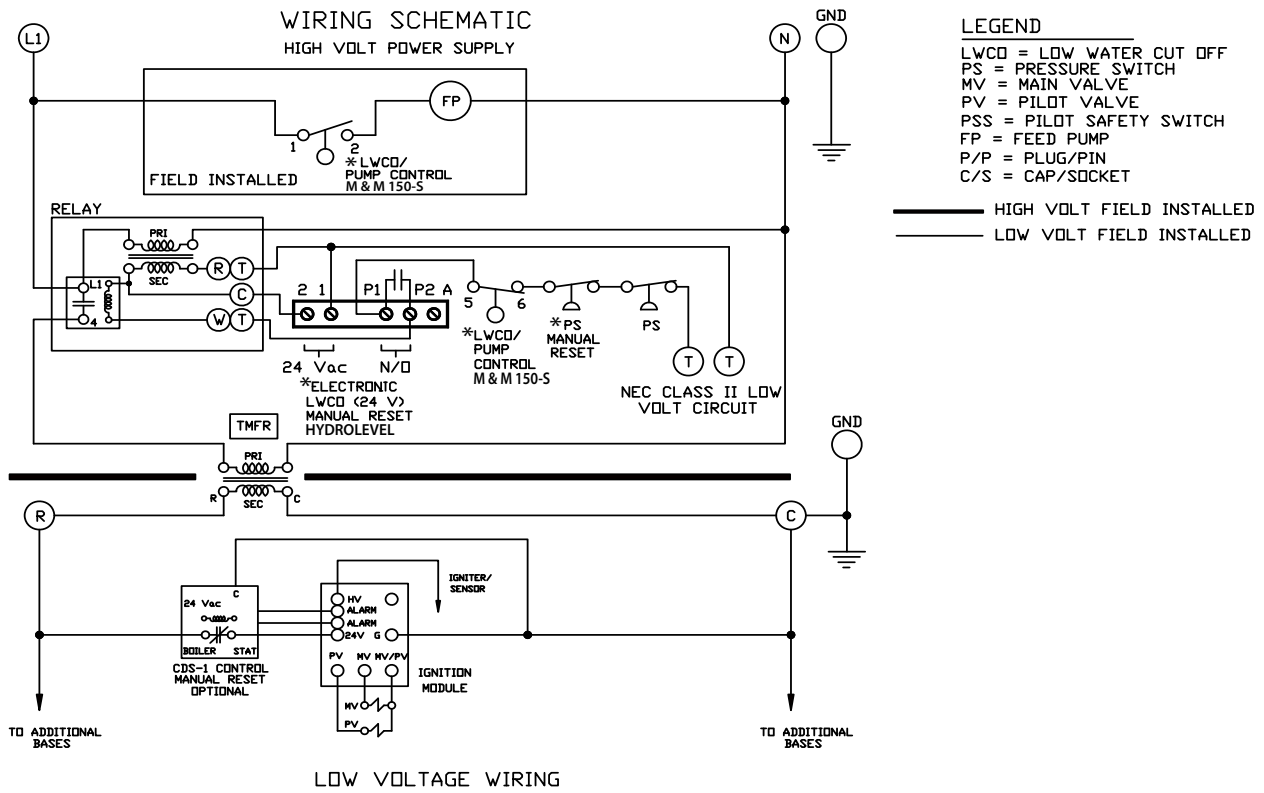 WIRING SCHEMATIC
HIGH VOLT POWER SUPPLY
L1
N
GND
LEGEND
LWCO = LOW WATER CUT OFF
PS = PRESSURE SWITCH
MV = MAIN VALVE
PV = PILOT VALVE
PSS = PILOT SAFETY SWITCH
FP = FEED PUMP
P/P = PLUG/PIN
C/S = CAP/SOCKET
HIGH VOLT FIELD INSTALLED
LOW VOLT FIELD INSTALLED
FP
1
2
*LWCO/
PUMP CONTROL
M & M 150-S
FIELD INSTALLED
RELAY
PRI
SEC
R T
C
W T
L1
4
2 1
P1
P2 A
5
6
24 Vac
N/O
*ELECTRONIC
LWCO (24 V)
MANUAL RESET
HYDROLEVEL
*LWCO/
PUMP
CONTROL
M & M 150-S
*PS
MANUAL
RESET
PS
T
T
NEC CLASS II LOW
VOLT CIRCUIT
TMFR
PRI
R
SEC
C
GND
R
C
C
24 Vac
BOILER STAT
CDS-1 CONTROL
MANUAL RESET
OPTIONAL
HV
ALARM
ALARM
24V G
PV MV MV/PV
IGNITER/
SENSOR
IGNITION
MODULE
MV
PV
TO ADDITIONAL
BASES
TO ADDITIONAL
BASES
LOW VOLTAGE WIRING